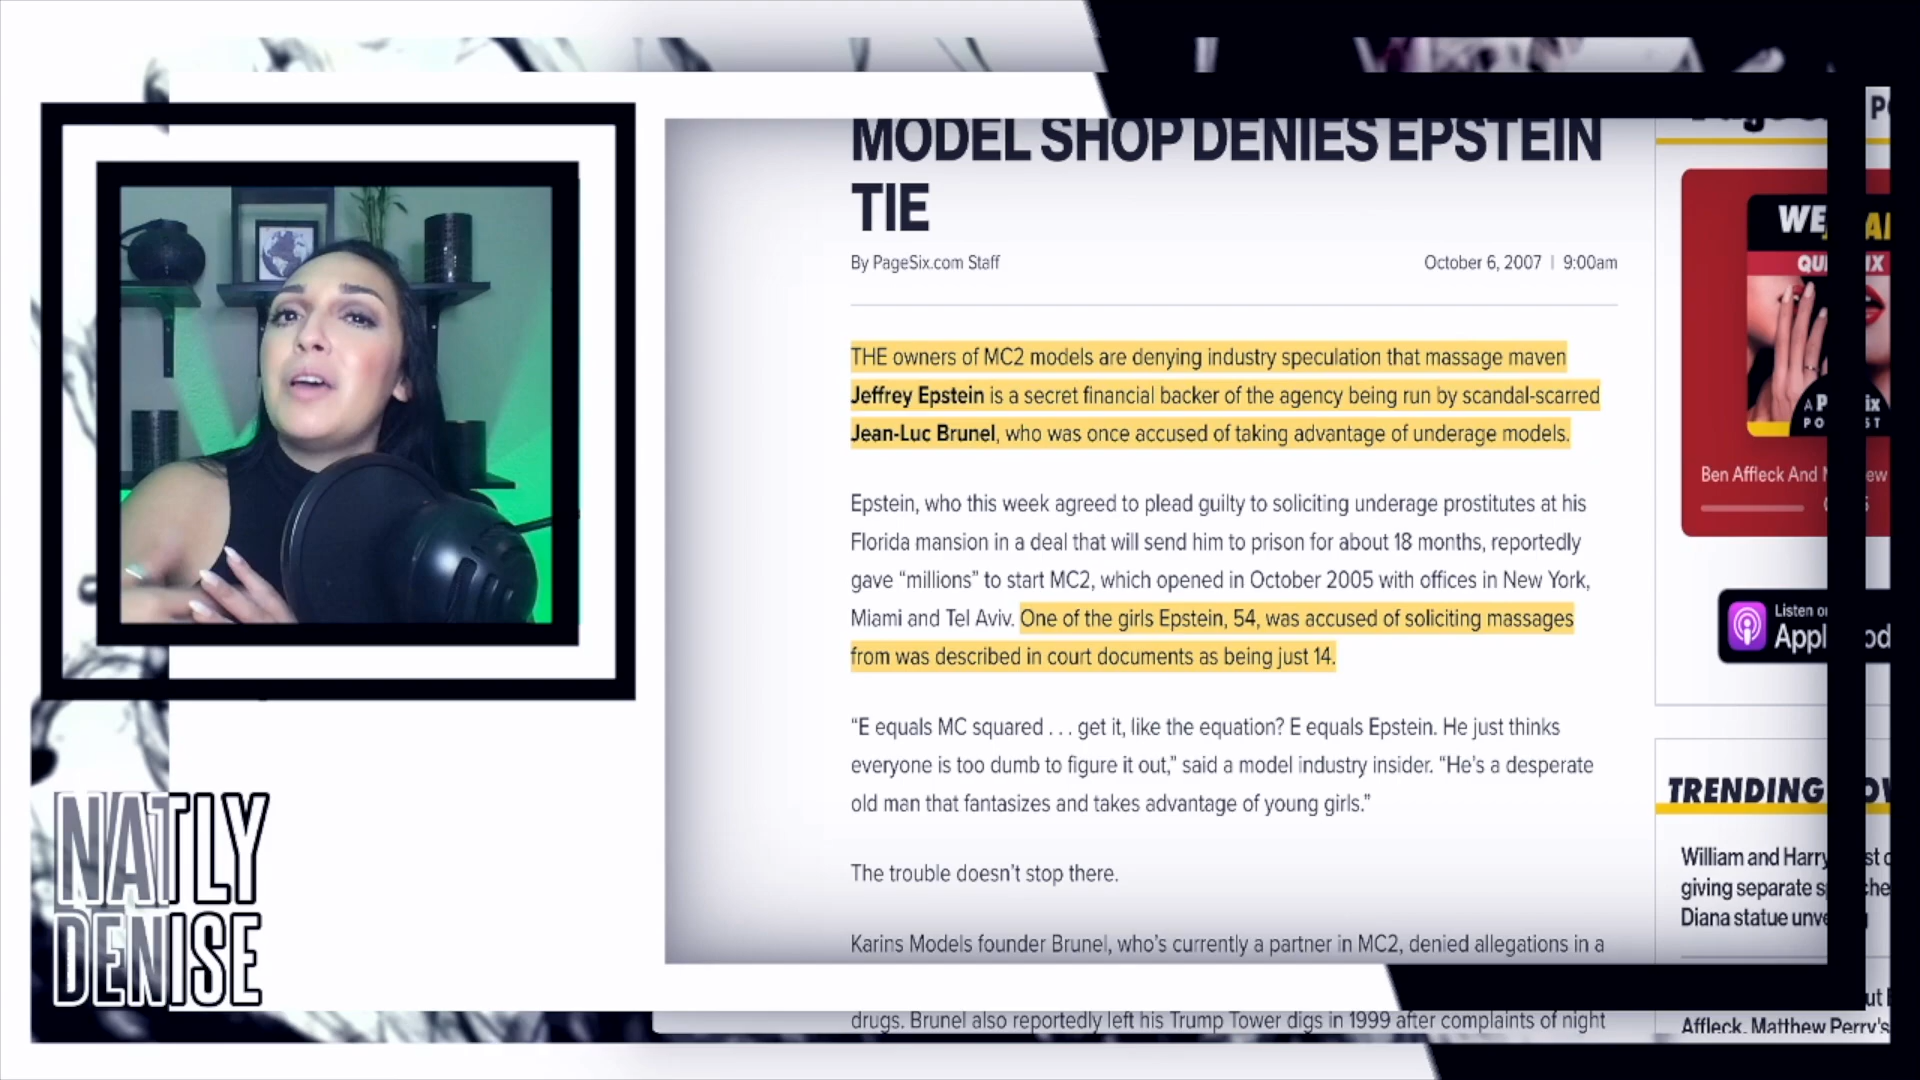 MODEL SHOP DENIES EPSTEIN
TIE
By PageSix.com Staff
October 6, 2007 | 9:00am
THE owners of MC2 models are denying industry speculation that massage maven
Jeffrey Epstein is a secret financial backer of the agency being run by scandal-scarred
Jean-Luc Brunel, who was once accused of taking advantage of underage models.
Epstein, who this week agreed to plead guilty to soliciting underage prostitutes at his
Florida mansion in a deal that will send him to prison for about 18 months, reportedly
gave “millions” to start MC2, which opened in October 2005 with offices in New York,
Miami and Tel Aviv. One of the girls Epstein, 54, was accused of soliciting massages
from was described in court documents as being just 14.
“E equals MC squared . . . get it, like the equation? E equals Epstein. He just thinks
everyone is too dumb to figure it out,” said a model industry insider. “He’s a desperate
old man that fantasizes and takes advantage of young girls.”
The trouble doesn’t stop there.
Karins Models founder Brunel, who’s currently a partner in MC2, denied allegations in a
drugs. Brunel also reportedly left his Trump Tower digs in 1999 after complaints of night
WE
Ben Affleck And
Listen
TRENDING
William and Harry
giving separate
Diana statue
Affleck, Matthew Perry's
NATLY
DENISE